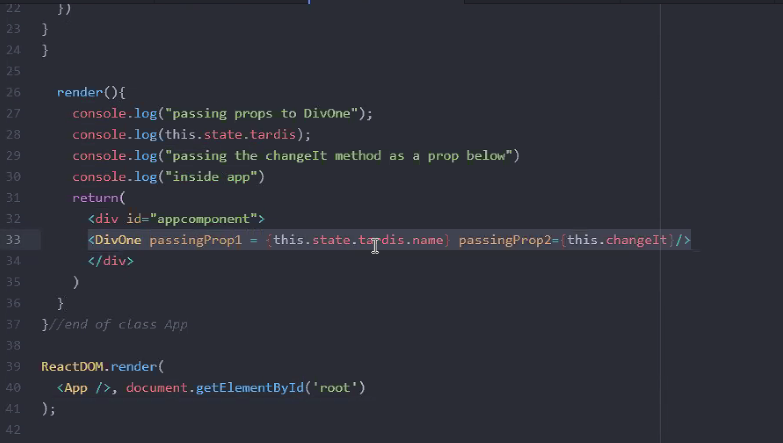 22 })
23 }
24 }
25
26 render(){
27 console.log("passing props to DivOne");
28 console.log(this.state.tardis);
29 console.log("passing the changeIt method as a prop below")
30 console.log("inside app")
31 return(
32 <div id="appcomponent">
33 <DivOne passingProp1 = {this.state.tardis.name} passingProp2={this.changeIt}/>
34 </div>
35 )
36 }
37 }//end of class App
38
39 ReactDOM.render(
40 <App />, document.getElementById('root')
41 );
42